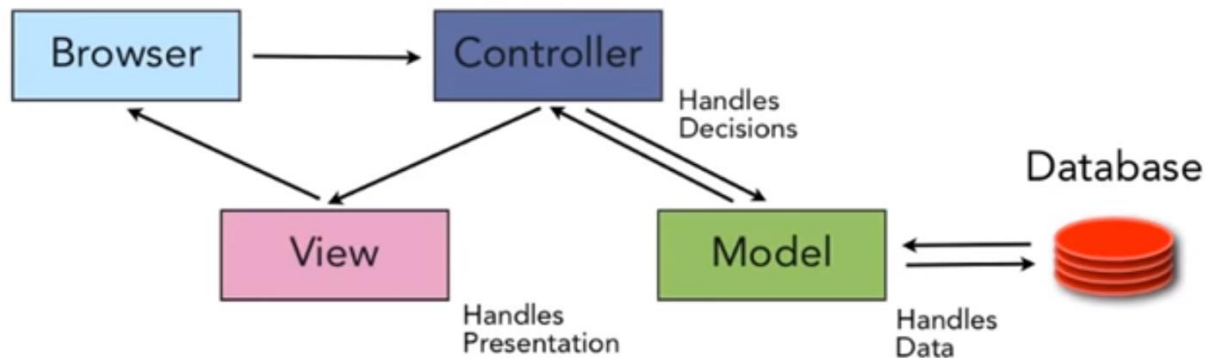 Browser
Controller
Handles
Decisions
Database
View
Model
Handles
Presentation
Handles
Data